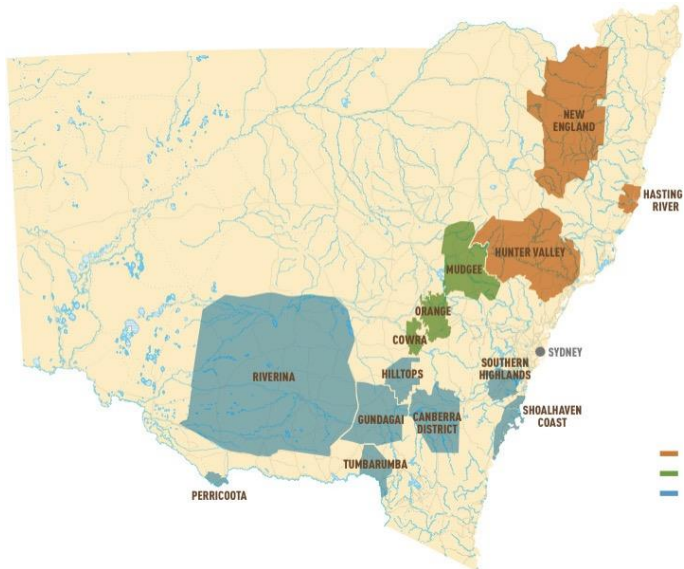 NEW
ENGLAND
HASTING
RIVER
HUNTER VALLEY
MUDGEE
ORANGE
COWRA
SYDNEY
HILLTOPS
SOUTHERN
HIGHLANDS
RIVERINA
GUNDAGAI
CANBERRA
DISTRICT
SHOALHAVEN
COAST
TUMBARUMBA
PERRICOOTA